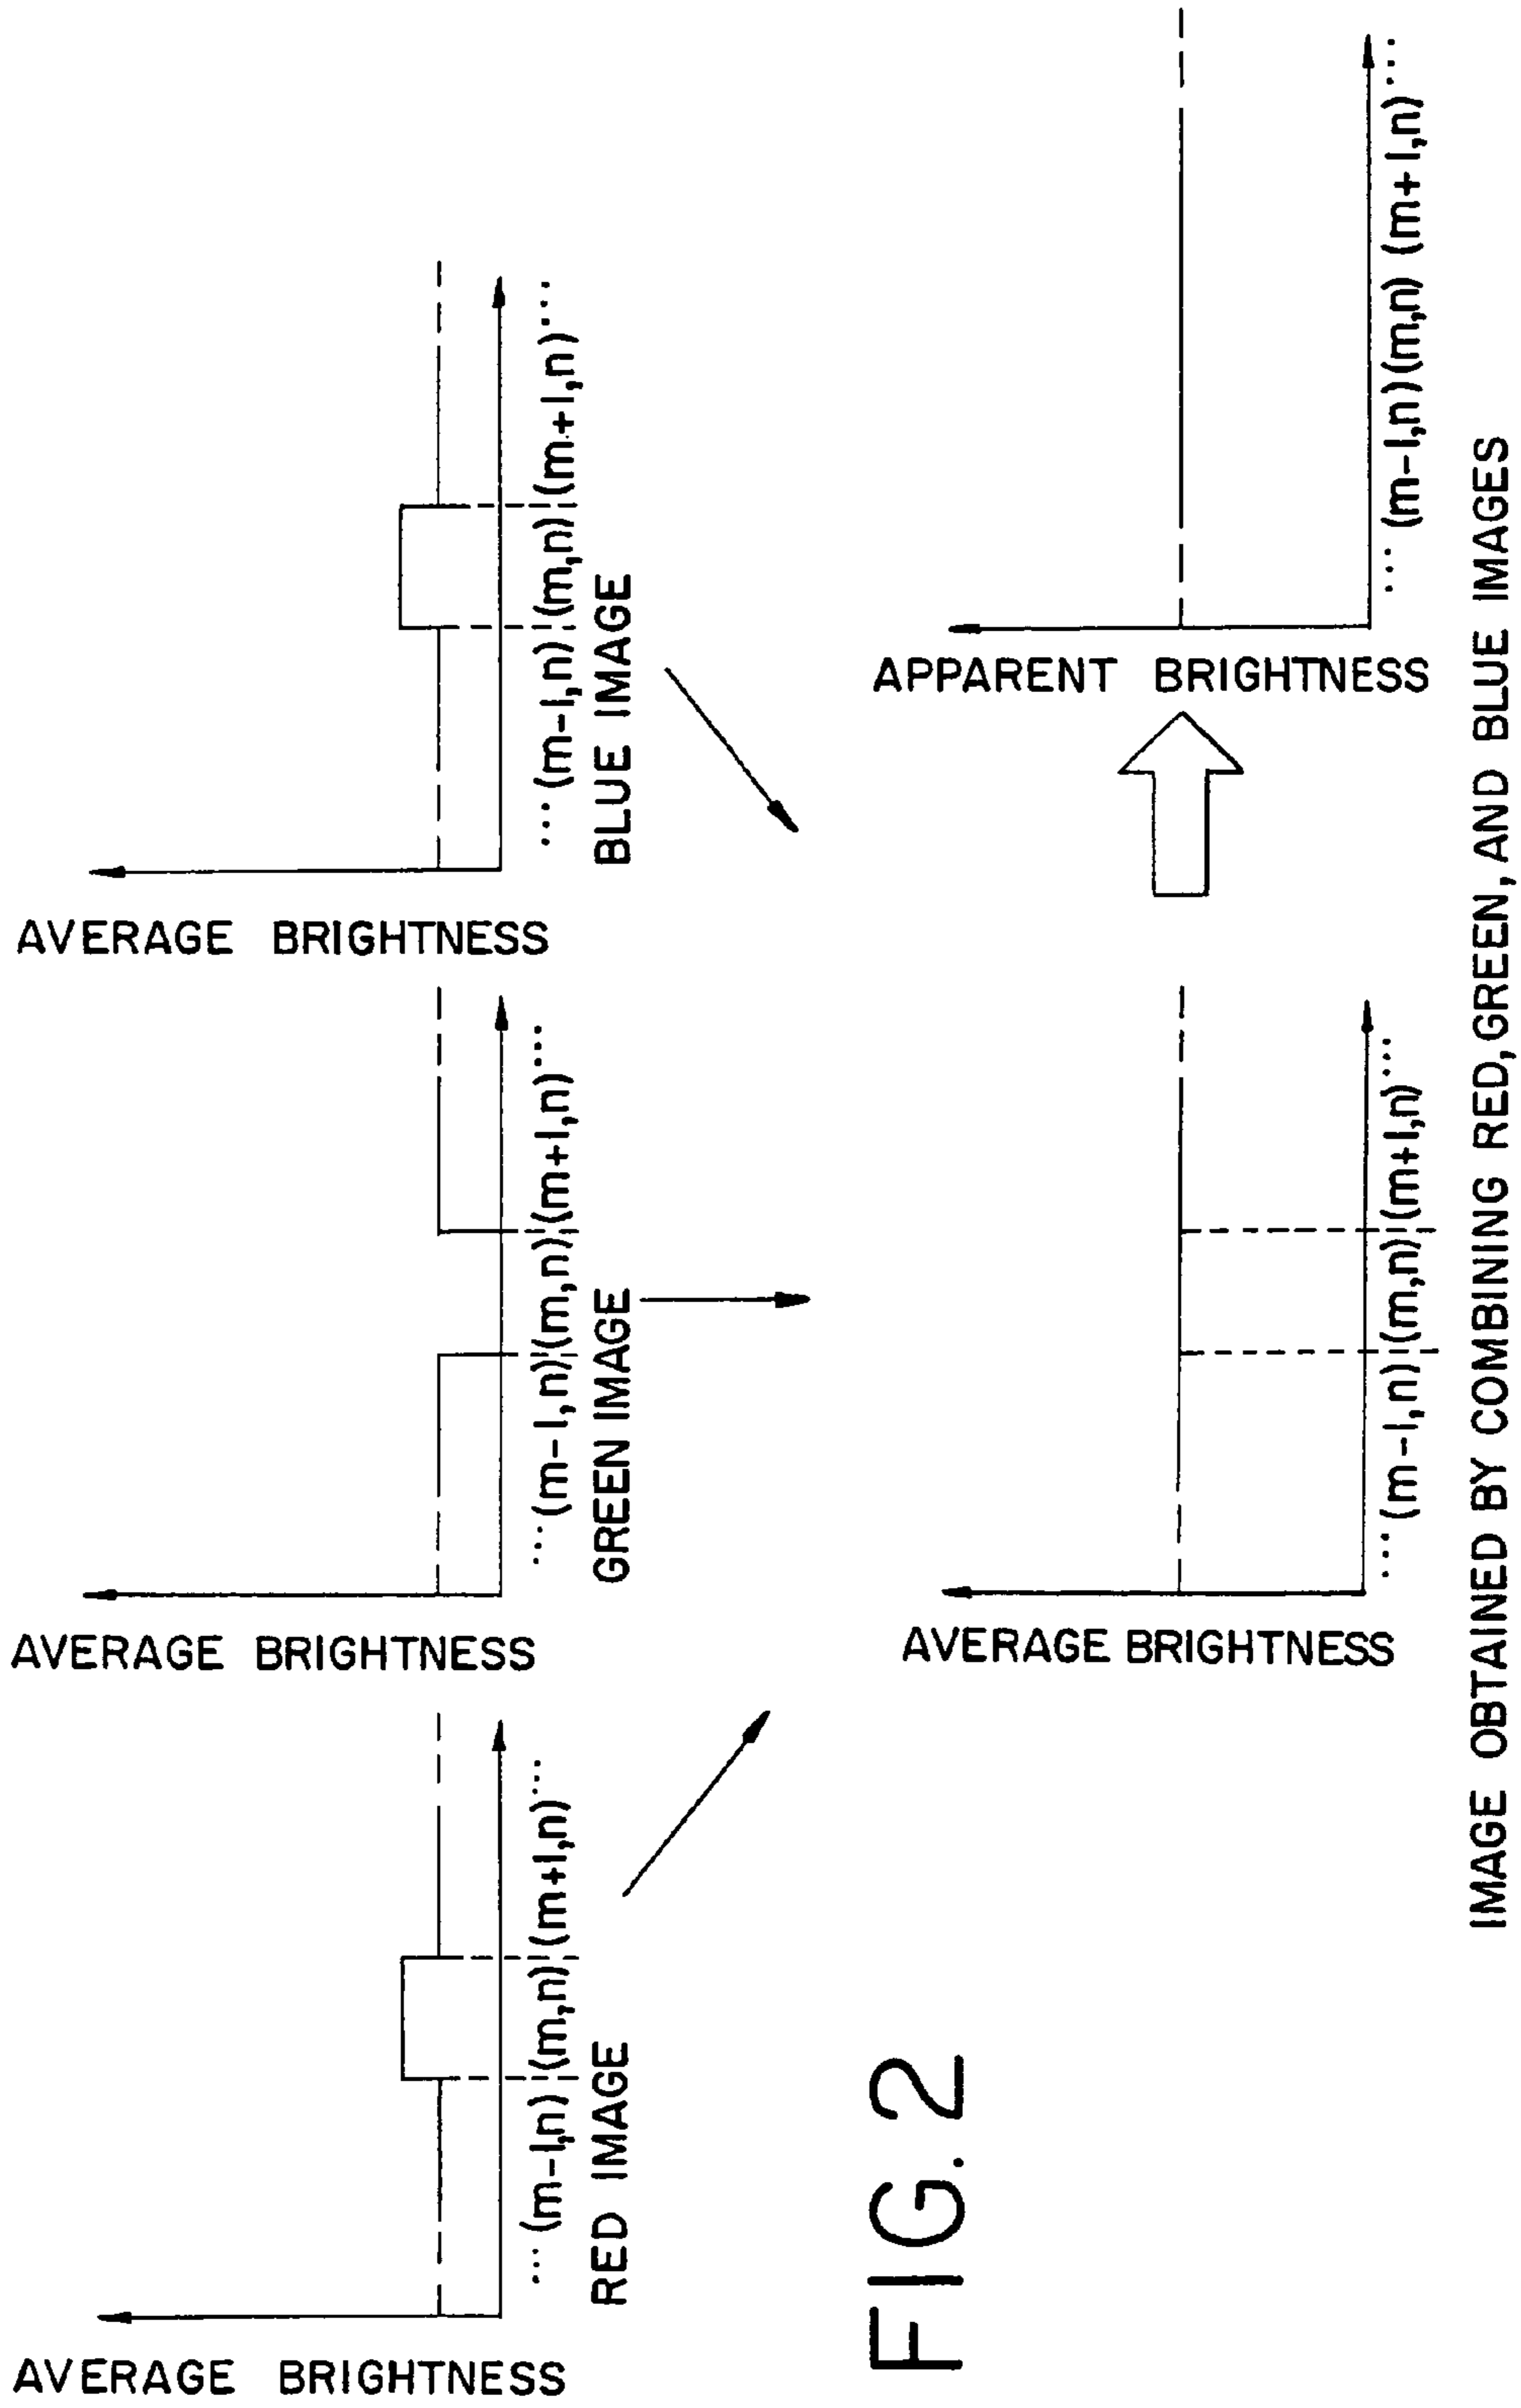 AVERAGE BRIGHTNESS
... (m-1,n) (m,n) (m+1,n)...
RED IMAGE
AVERAGE BRIGHTNESS
...(m-1,n)(m,n)(m+1,n)...
GREEN IMAGE
AVERAGE BRIGHTNESS
...(m-1,n)(m,n)(m+1,n)...
BLUE IMAGE
AVERAGE BRIGHTNESS
...(m-1,n)(m,n)(m+1,n)...
APPARENT BRIGHTNESS
...(m-1,n)(m,n) (m+1,n)...
IMAGE OBTAINED BY COMBINING RED, GREEN, AND BLUE IMAGES
FIG. 2